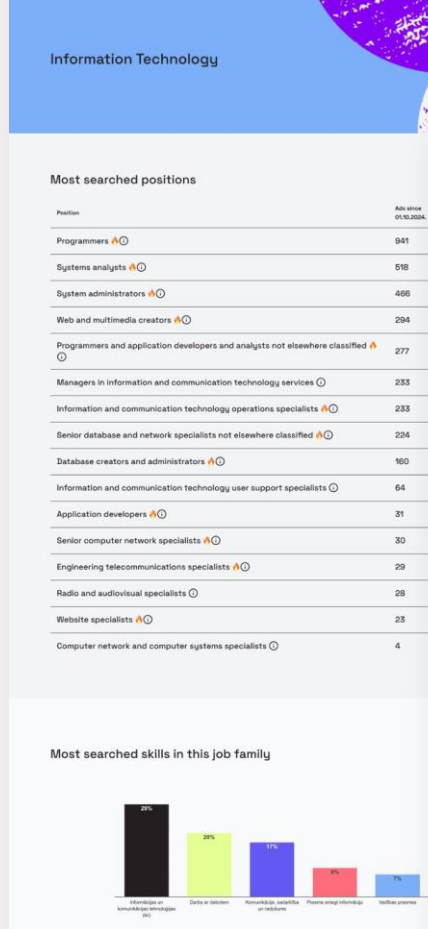 Information Technology
Most searched positions
Position
Ads since
01.10.2024.
Programmers 941
Systems analysts 518
System administrators 466
Web and multimedia creators 294
Programmers and application developers and analysts not elsewhere classified 277
Managers in information and communication technology services 233
Information and communication technology operations specialists 233
Senior database and network specialists not elsewhere classified 224
Database creators and administrators 160
Information and communication technology user support specialists 64
Application developers 31
Senior computer network specialists 30
Engineering telecommunications specialists 29
Radio and audiovisual specialists 28
Website specialists 23
Computer network and computer systems specialists 4
Most searched skills in this job family
29%
20%
17%
9%
7%
Informācijas un
komunikācijas tehnoloģijas
(IKT)
Darbs ar datoriem
Komunikācija, sadarbība
un radošums
Prasme sniegt informāciju
Vadības prasmes